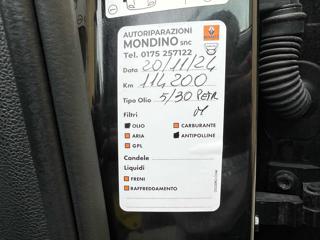 AUTORIPARAZIONI
MONDINO snc
Tel. 0175 257122
Data 20/11/24
Km 114200
Tipo Olio 5/30 PETR
Filtri
OLIO CARBURANTE
ARIA ANTIPOLLINE
GPL
Candele
Liquidi
FRENI
RAFFREDDAMENTO